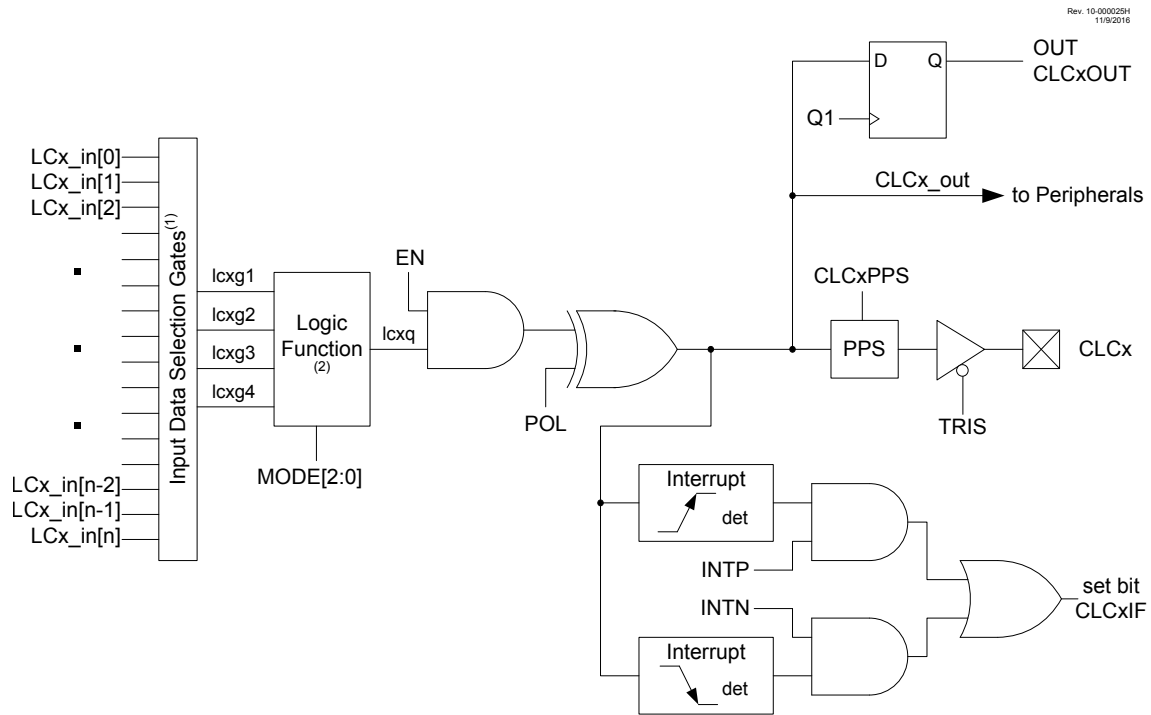 Rev. 10-000025H
11/9/2016
OUT
CLCxOUT
D
Q
Q1
LCx_in[0]
LCx_in[1]
LCx_in[2]
CLCx_out
to Peripherals
Input Data Selection Gates(1)
EN
lcxg1
lcxg2
lcxg3
lcxg4
Logic
Function
(2)
lcxq
CLCxPPS
PPS
CLCx
POL
TRIS
MODE[2:0]
LCx_in[n-2]
LCx_in[n-1]
LCx_in[n]
Interrupt
det
INTP
INTN
set bit
CLCxIF
Interrupt
det